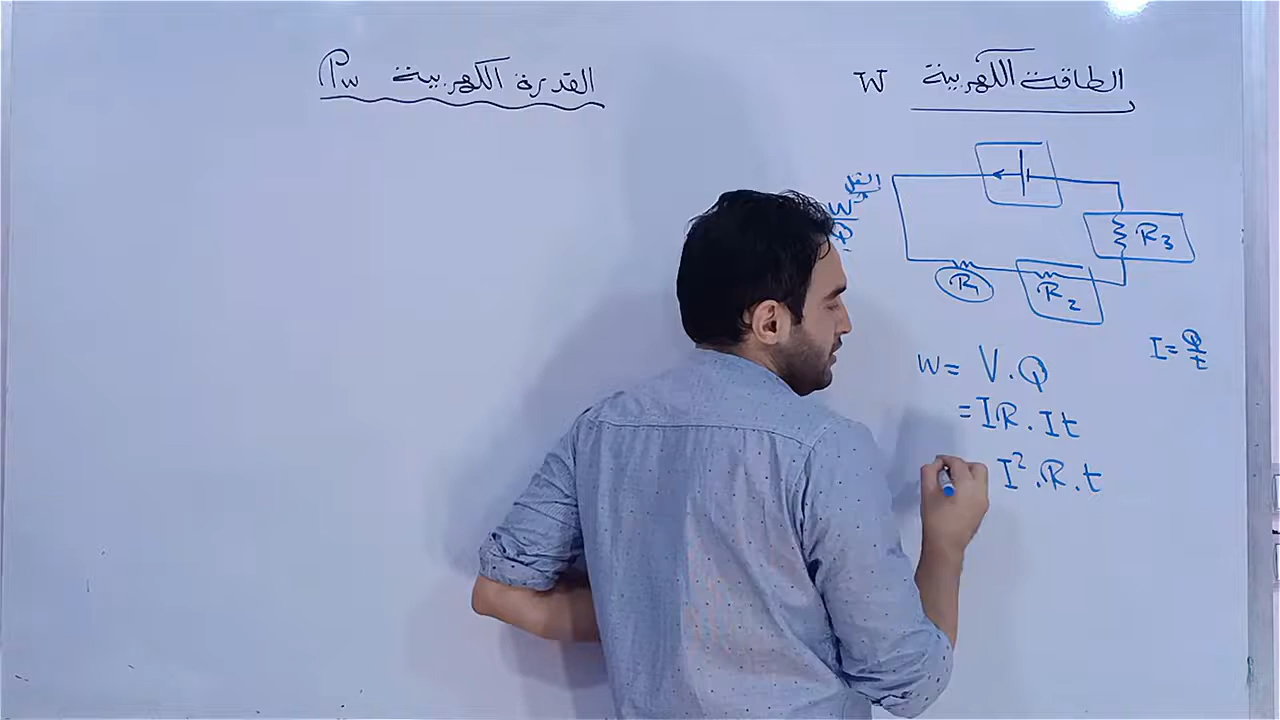 الطاقة الكهربية W
القدرة الكهربية Pw
R3
R1
R2
I = Q/t
W = V.Q
= IR.It
I².R.t